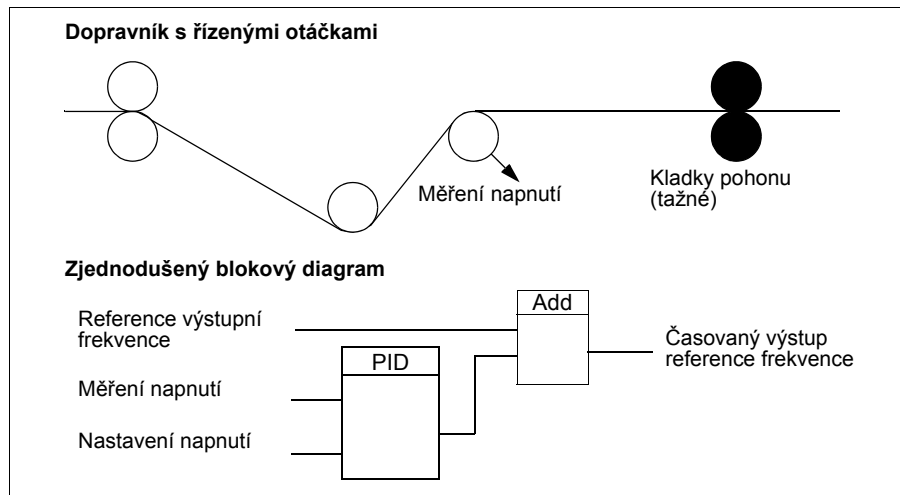 Dopravník s řízenými otáčkami
Měření napnutí
Kladky pohonu
(tažné)
Zjednodušený blokový diagram
Add
Reference výstupní
frekvence
Časovaný výstup
reference frekvence
PID
Měření napnutí
Nastavení napnutí